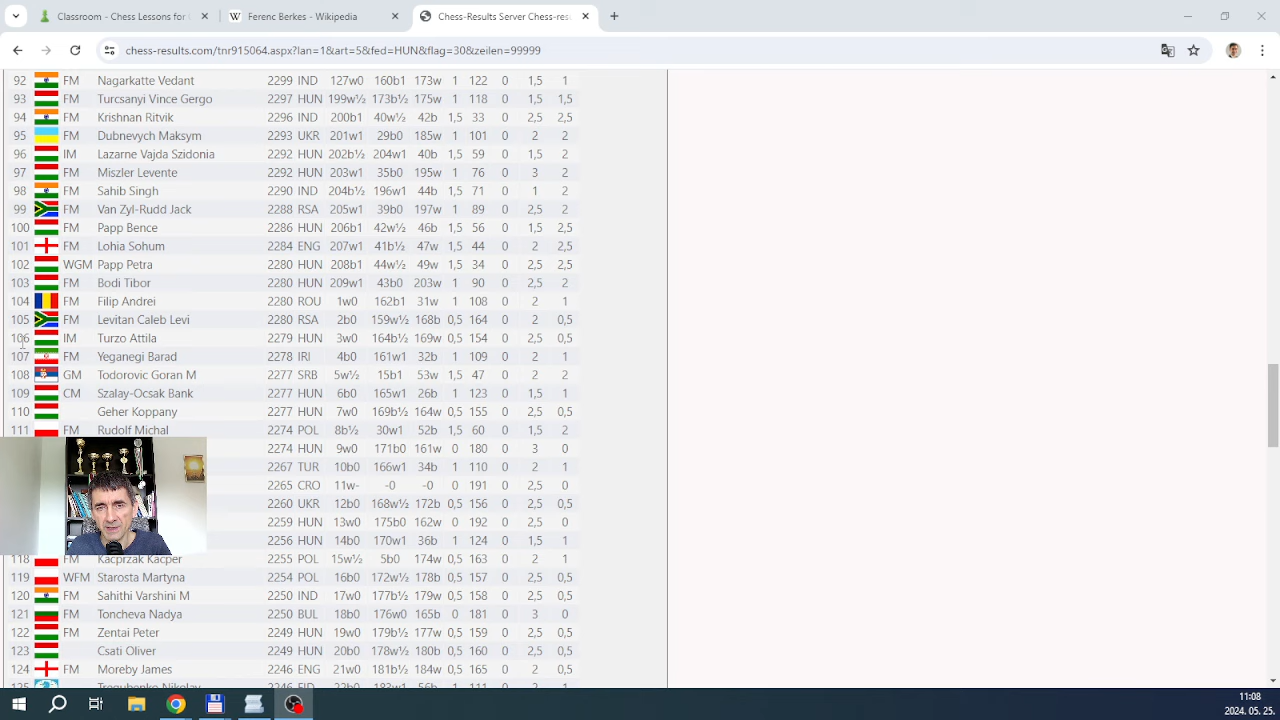 Classroom - Chess Lessons for
Ferenc Berkes - Wikipedia
Chess-Results Server Chess-res
chess-results.com/tnr915064.aspx?lan=1&art=5&fed=HUN&flag=30&zeilen=99999
92 FM Nagarkatte Vedant 2299 IND 127w0 160b1 173w 1 122 0 1,5 1
93 FM Turcsanyi Vince Gergo 2297 HUN 199w½ 173b½ 175w 1 118 0 1,5 1,5
94 FM Krishnan Ritvik 2296 IND 200b1 40w½ 42b 1,5 33 0 2,5 2,5
95 FM Dubnevych Maksym 2293 UKR 201w1 29b0 185w 1 101 0 2 2
96 IM Lazarne Vajda Szidonia 2292 HUN 202b½ 204w1 40b 1,5 59 0 1,5 2
97 FM Miszler Levente 2292 HUN 203w1 35b0 195w 1 76 0 3 2
98 FM Sahib Singh 2290 IND 204b½ 196w1 44b 1,5 71 0 1 2
99 FM Van Zyl-Rudd Jack 2288 RSA 205w1 39b0 197w 1 89 0 2,5 2
100 FM Papp Bence 2286 HUN 206b1 42w½ 46b 1,5 56 0 1,5 2,5
101 FM Lohia Sohum 2284 ENG 207w1 41b½ 47w 1,5 44 0 2 2,5
102 WGM Papp Petra 2280 HUN 208b1 44w½ 49w 1,5 34 0 2,5 2,5
103 FM Bodi Tibor 2280 HUN 209w1 43b0 203w 1 90 0 2,5 2
104 FM Filip Andrei 2280 ROU 1w0 162b1 31w 1 108 0 2 1
105 FM Levitan Caleb Levi 2280 RSA 2b0 159w½ 168b 0,5 164 0 2 0,5
106 IM Turzo Attila 2279 HUN 3w0 164b½ 169w 0,5 154 0 2,5 0,5
107 FM Yeganegi Barad 2278 IRI 4b0 161w1 32b 1 109 0 2 1
108 GM Todorovic Goran M 2277 SRB 5w½ 15b1 53w 1,5 47 0 2 2
109 CM Szalay-Ocsak Bank 2277 HUN 6b0 165w1 26b 1 123 0 1,5 1
110 Geher Koppany 2277 HUN 7w0 169b½ 164w 0,5 155 0 2,5 0,5
111 FM Rudolf Michal 2274 POL 8b½ 30w1 52b 1,5 60 0 1,5 2
2274 HUN 9w0 171b0 161w 0 180 0 3 0
2267 TUR 10b0 166w1 34b 1 110 0 2 1
2265 CRO 11w- -0 -0 0 191 0 2,5 0
2260 UKR 12b0 168w½ 172b 0,5 156 0 2,5 0,5
2259 HUN 13w0 175b0 162w 0 192 0 2,5 0
2256 HUN 14b0 170w1 36b 1 124 0 1,5 1
118 FM Kacprzak Kacper 2255 POL 15w½ 5b0 174w 0,5 163 0 2 1
119 WFM Starosta Martyna 2254 POL 16b0 172w½ 178b 0,5 157 0 2,5 0,5
120 FM Sahithi Varshini M 2250 IND 17w0 177b½ 179w 0,5 158 0 2,5 0,5
121 FM Toncheva Nadya 2250 BUL 18b0 176w0 165b 0 181 0 3 0
122 FM Zentai Peter 2249 HUN 19w0 179b½ 177w 0,5 159 0 2,5 0,5
123 Csati Oliver 2249 HUN 20b0 178w½ 180b 0,5 160 0 2,5 0,5
124 FM Moreby James 2246 ENG 21w0 181b½ 184w 0,5 165 0 2 0,5
11:08
2024. 05. 25.